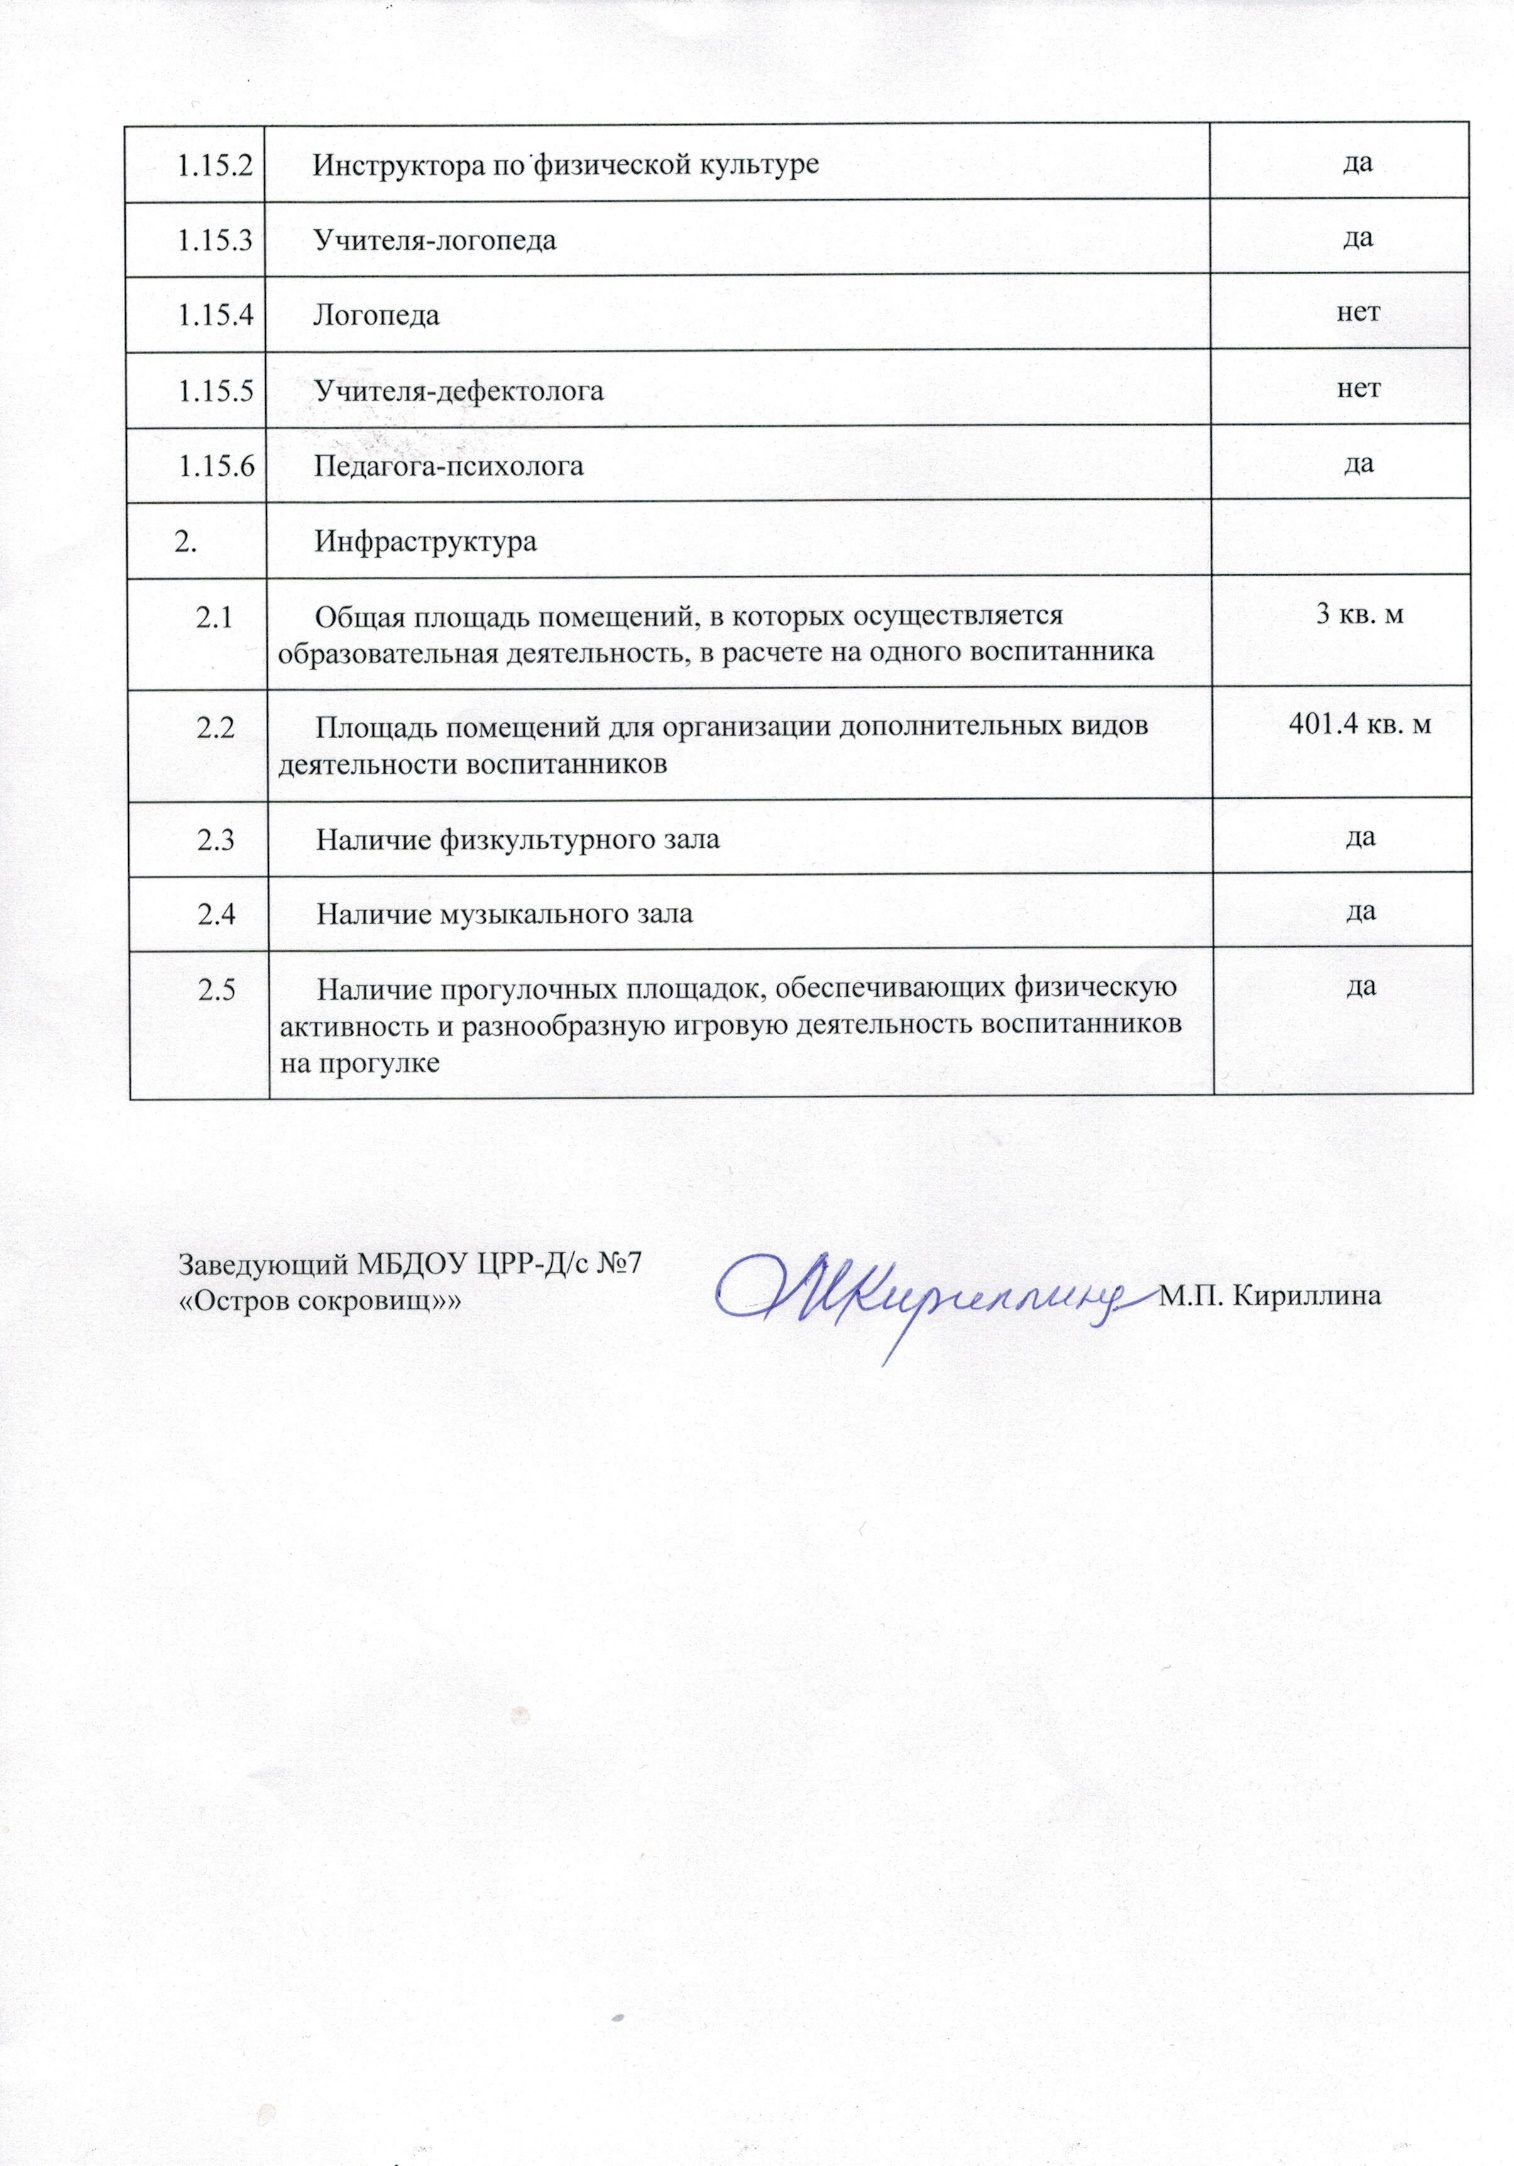 1.15.2 Инструктора по физической культуре да
1.15.3 Учителя-логопеда да
1.15.4 Логопеда нет
1.15.5 Учителя-дефектолога нет
1.15.6 Педагога-психолога да
2. Инфраструктура
2.1 Общая площадь помещений, в которых осуществляется 3 кв. м
образовательная деятельность, в расчете на одного воспитанника
2.2 Площадь помещений для организации дополнительных видов 401.4 кв. м
деятельности воспитанников
2.3 Наличие физкультурного зала да
2.4 Наличие музыкального зала да
2.5 Наличие прогулочных площадок, обеспечивающих физическую да
активность и разнообразную игровую деятельность воспитанников
на прогулке
Заведующий МБДОУ ЦРР-Д/с №7
«Остров сокровищ»» МКириллина М.П. Кириллина